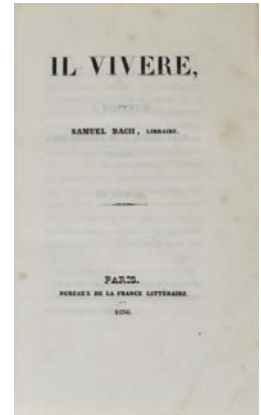 IL VIVERE,
SAMUEL BACH, LIBRAIRE.
PARIS.
BUREAUX DE LA FRANCE LITTÉRAIRE.
1836.